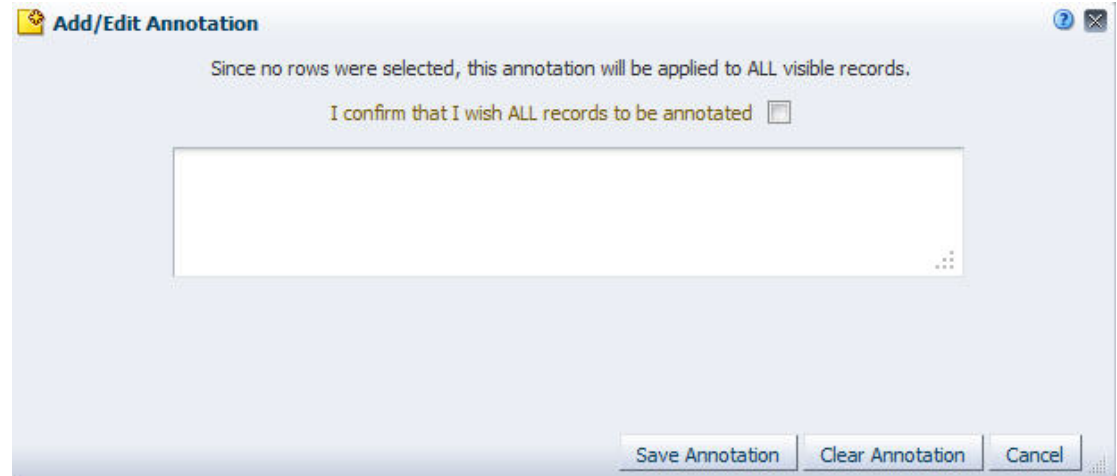 Add/Edit Annotation
Since no rows were selected, this annotation will be applied to ALL visible records.
I confirm that I wish ALL records to be annotated
Save Annotation Clear Annotation Cancel